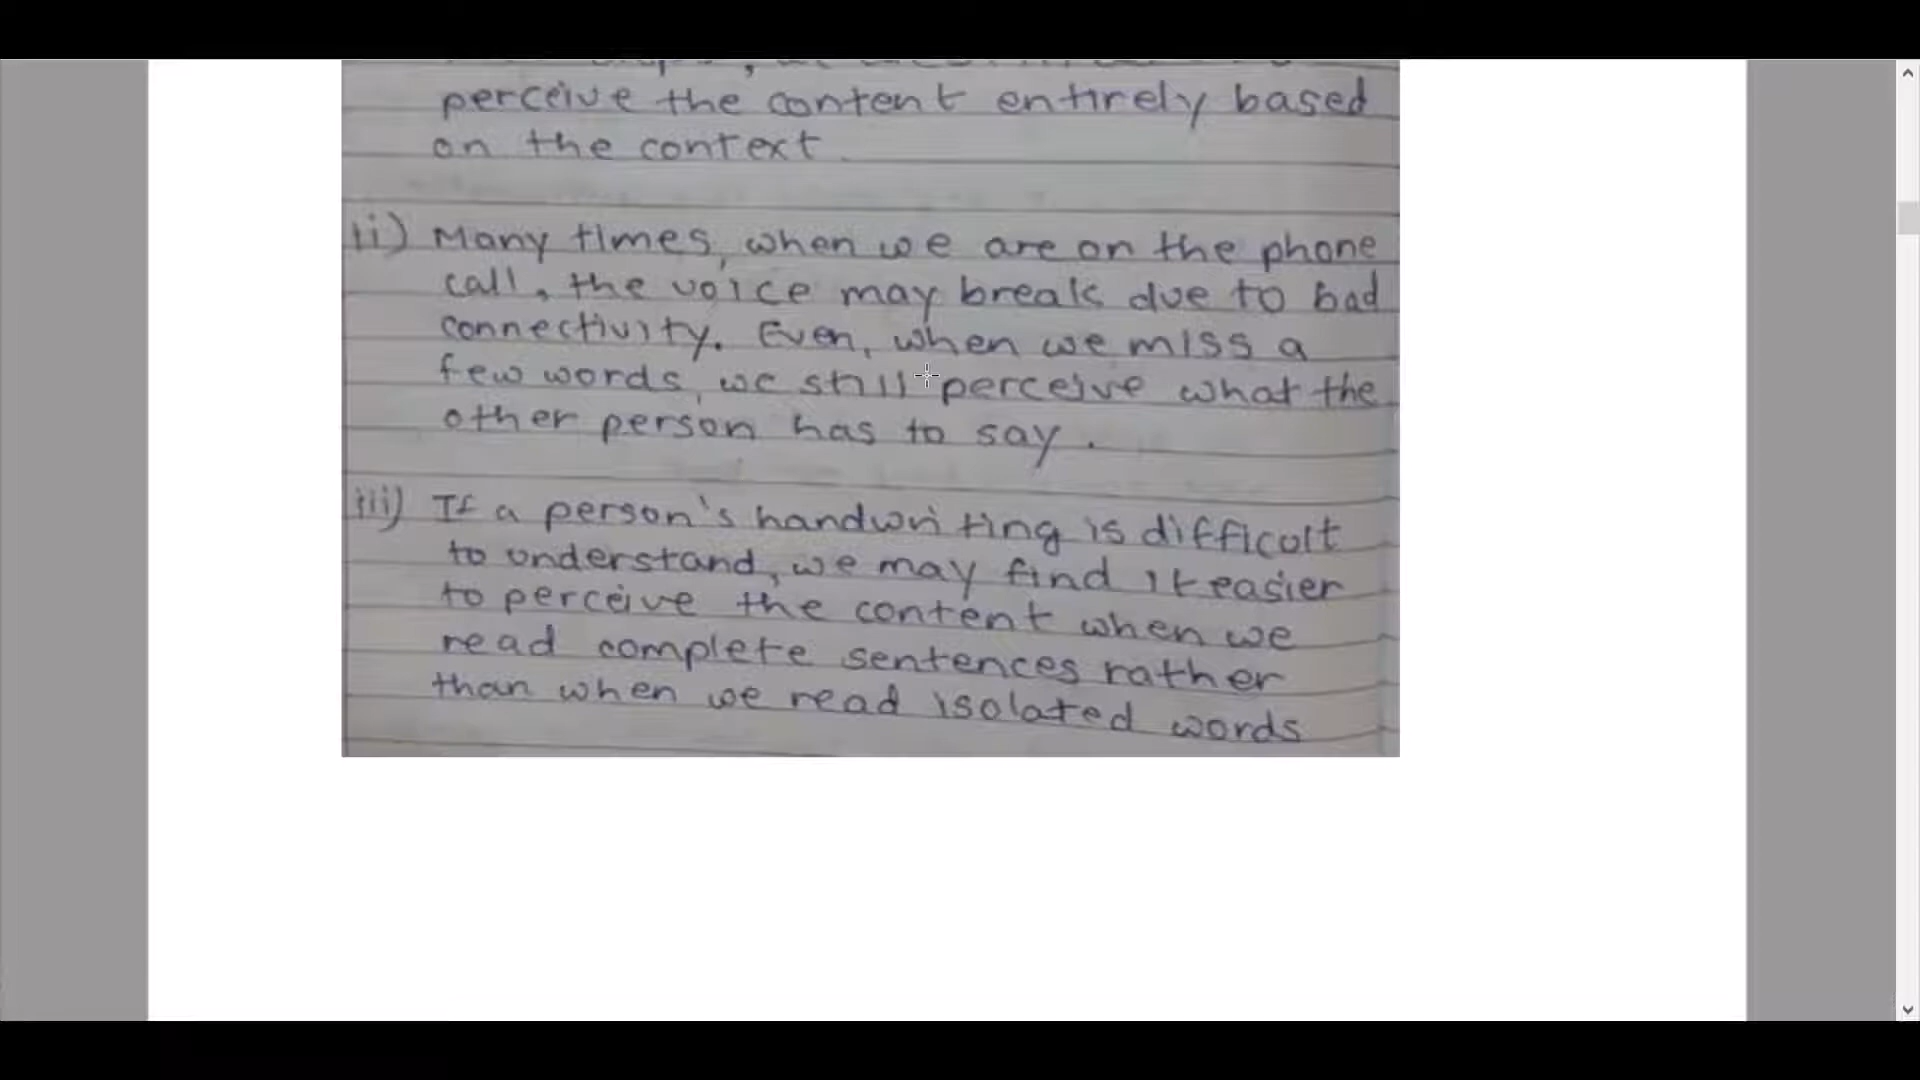 perceive the content entirely based
on the context.
ii) Many times, when we are on the phone
call, the voice may break due to bad
connectivity. Even, when we miss a
few words, we still perceive what the
other person has to say.
iii) If a person's handwriting is difficult
to understand, we may find it easier
to perceive the content when we
read complete sentences rather
than when we read isolated words